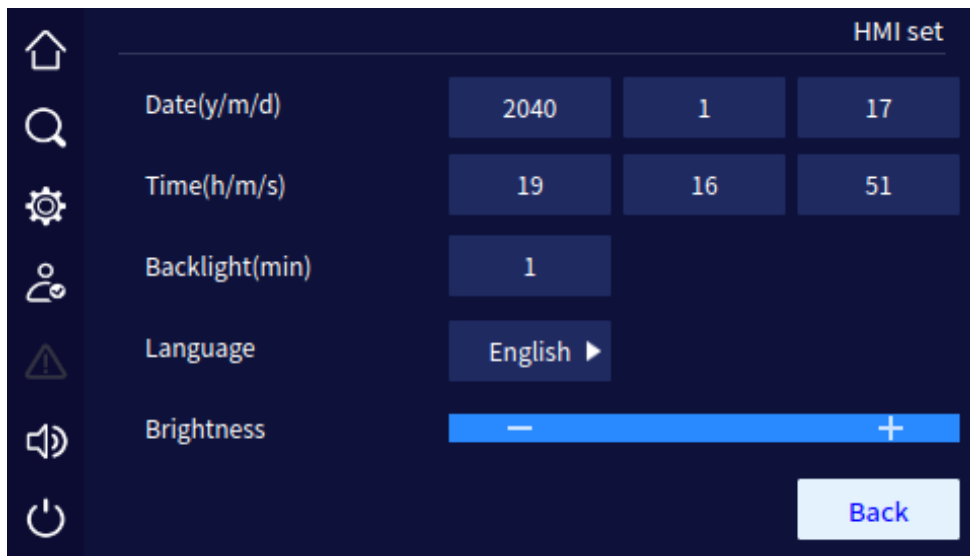 HMI set
Date(y/m/d) 2040 1 17
Time(h/m/s) 19 16 51
Backlight(min) 1
Language English
Brightness − +
Back